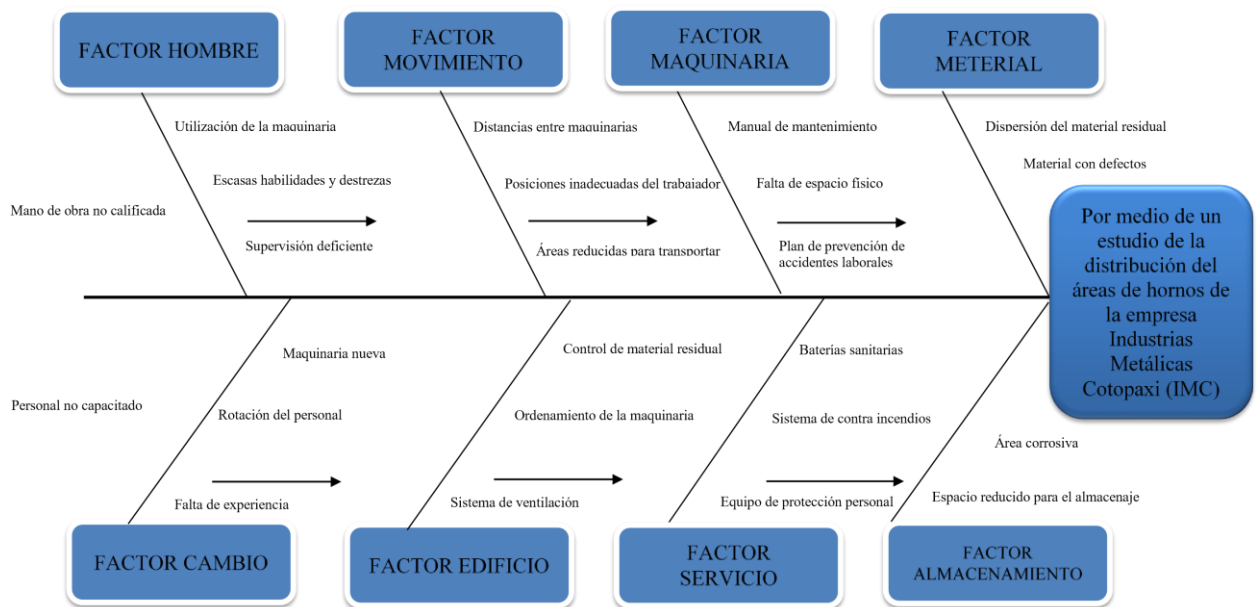 FACTOR HOMBRE
FACTOR
MOVIMIENTO
FACTOR
MAQUINARIA
FACTOR
METERIAL
Utilización de la maquinaria
Distancias entre maquinarias
Manual de mantenimiento
Dispersión del material residual
Material con defectos
Escasas habilidades y destrezas
Posiciones inadecuadas del trabaiador
Falta de espacio físico
Mano de obra no calificada
Supervisión deficiente
Áreas reducidas para transportar
Plan de prevención de
accidentes laborales
Por medio de un
estudio de la
distribución del
áreas de hornos de
la empresa
Industrias
Metálicas
Cotopaxi (IMC)
Maquinaria nueva
Control de material residual
Baterías sanitarias
Personal no capacitado
Rotación del personal
Ordenamiento de la maquinaria
Sistema de contra incendios
Área corrosiva
Falta de experiencia
Sistema de ventilación
Equipo de protección personal
Espacio reducido para el almacenaje
FACTOR CAMBIO
FACTOR EDIFICIO
FACTOR
SERVICIO
FACTOR
ALMACENAMIENTO